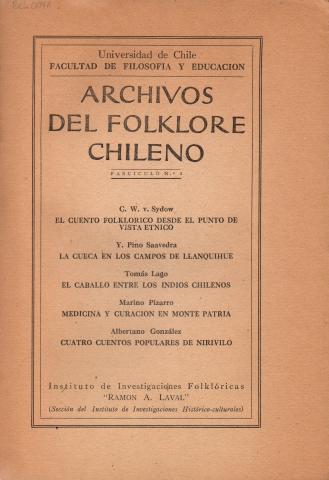 Universidad de Chile
FACULTAD DE FILOSOFIA Y EDUCACION
ARCHIVOS
DEL FOLKLORE
CHILENO
FASCICULO N.º
C. W. v. Sydow
EL CUENTO FOLKLORICO DESDE EL PUNTO DE
VISTA ETNICO
Y. Pino Saavedra
LA CUECA EN LOS CAMPOS DE LLANQUIHUE
Tomás Lago
EL CABALLO ENTRE LOS INDIOS CHILENOS
Marino Pizarro
MEDICINA Y CURACION EN MONTE PATRIA
Albertano González
CUATRO CUENTOS POPULARES DE NIRIVILO
Instituto de Investigaciones Folklóricas
"RAMON A. LAVAL"
(Sección del Instituto de Investigaciones Histórico-culturales)